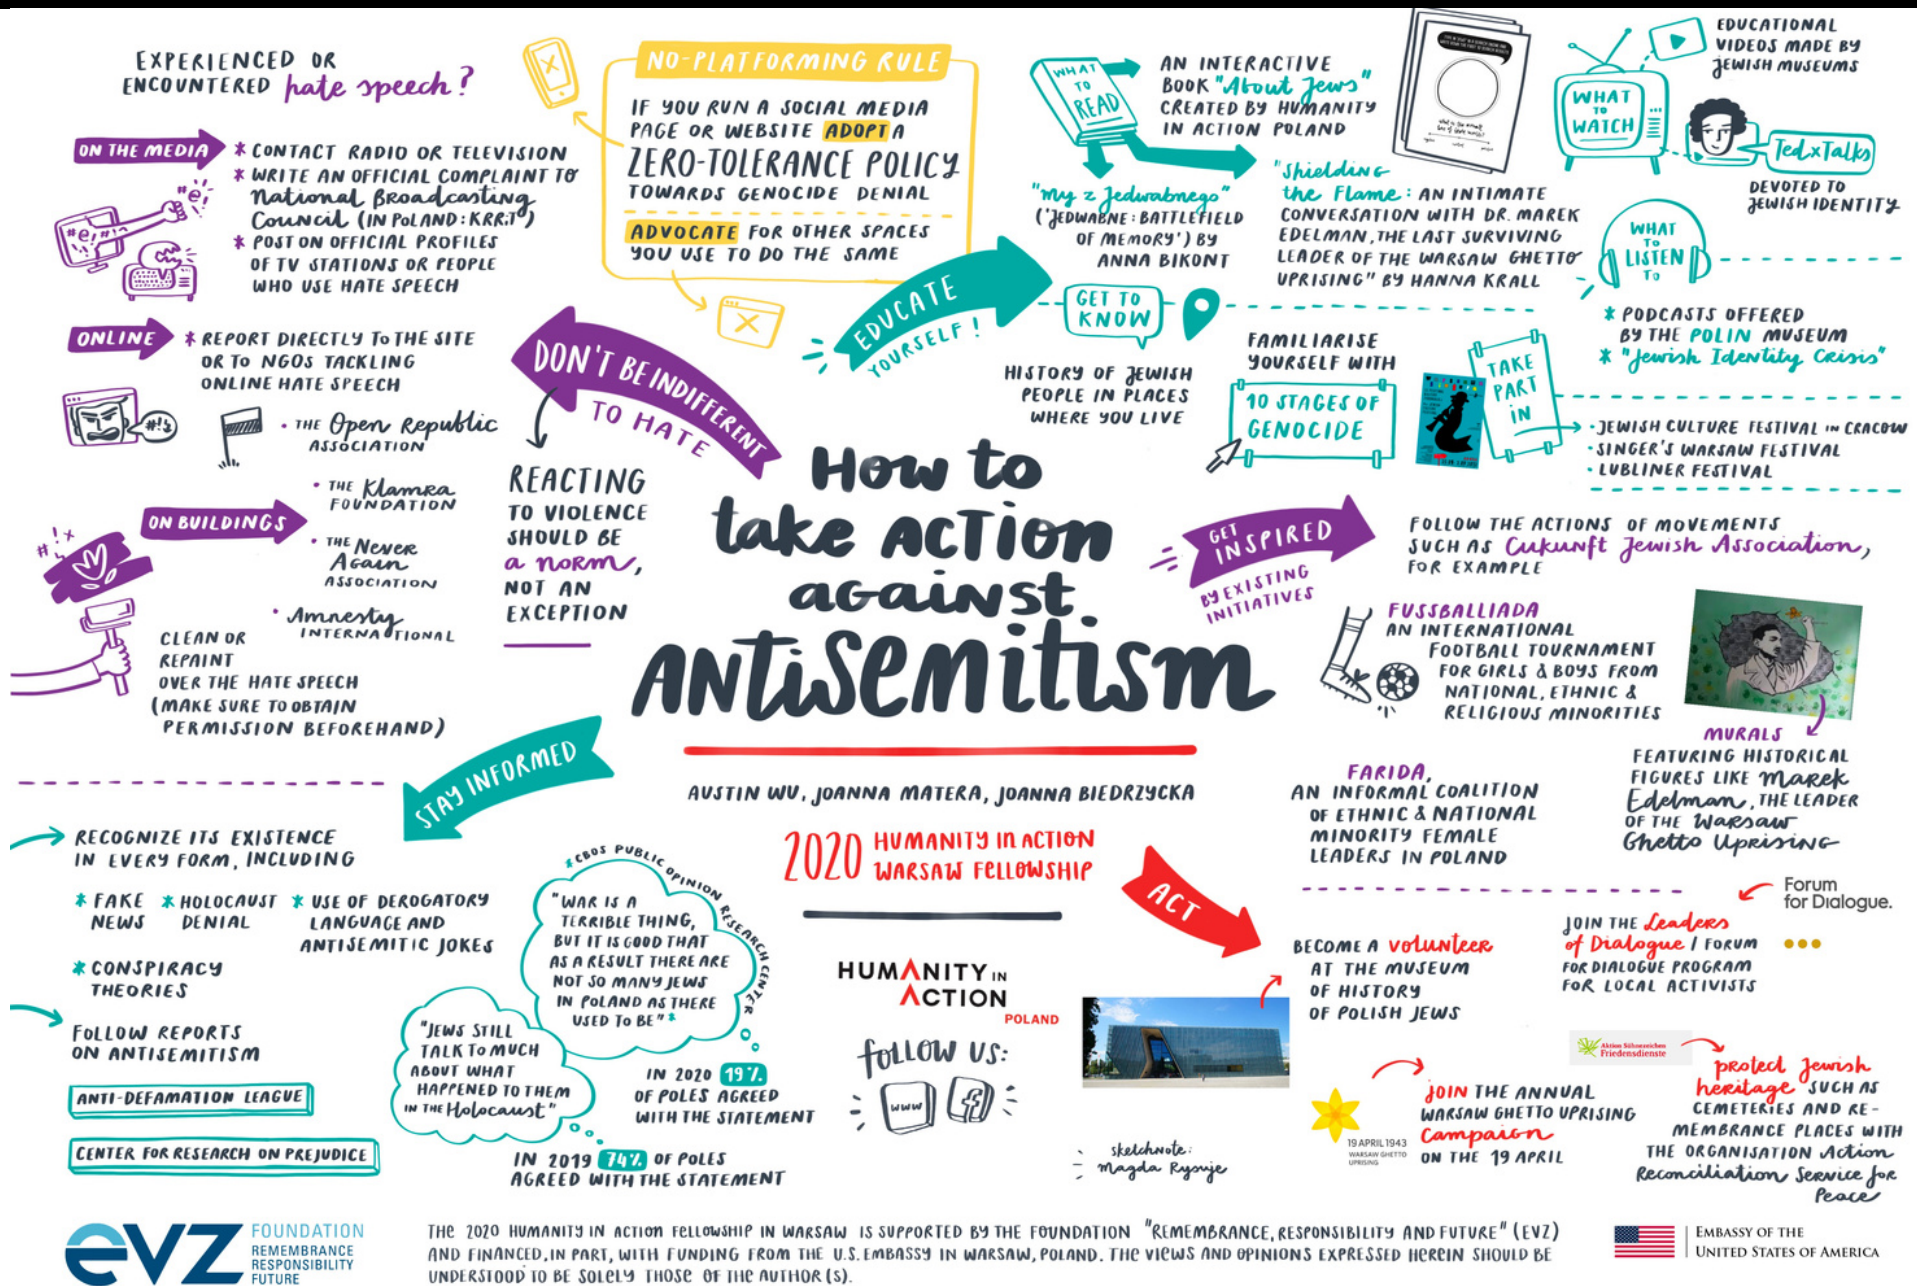 EXPERIENCED OR
ENCOUNTERED hate speech?
ON THE MEDIA
* CONTACT RADIO OR TELEVISION
* WRITE AN OFFICIAL COMPLAINT TO
National Broadcasting
Council (IN POLAND: KRRiT)
* POST ON OFFICIAL PROFILES
OF TV STATIONS OR PEOPLE
WHO USE HATE SPEECH
#@!
#e!#!!
ONLINE
* REPORT DIRECTLY TO THE SITE
OR TO NGOS TACKLING
ONLINE HATE SPEECH
#!
• THE Open Republic
ASSOCIATION
• THE Klamra
FOUNDATION
• THE Never
Again
ASSOCIATION
• Amnesty
INTERNATIONAL
ON BUILDINGS
#!x
CLEAN OR
REPAINT
OVER THE HATE SPEECH
(MAKE SURE TO OBTAIN
PERMISSION BEFOREHAND)
NO-PLATFORMING RULE
IF YOU RUN A SOCIAL MEDIA
PAGE OR WEBSITE ADOPT A
ZERO-TOLERANCE POLICY
TOWARDS GENOCIDE DENIAL
ADVOCATE FOR OTHER SPACES
YOU USE TO DO THE SAME
DON'T BE INDIFFERENT
TO HATE
REACTING
TO VIOLENCE
SHOULD BE
a norm,
NOT AN
EXCEPTION
EDUCATE
YOURSELF!
WHAT
TO
READ
AN INTERACTIVE
BOOK "About Jews"
CREATED BY HUMANITY
IN ACTION POLAND
"My z Jedwabnego"
('JEDWABNE: BATTLEFIELD
OF MEMORY') BY
ANNA BIKONT
"Shielding
the Flame: AN INTIMATE
CONVERSATION WITH DR. MAREK
EDELMAN, THE LAST SURVIVING
LEADER OF THE WARSAW GHETTO
UPRISING" BY HANNA KRALL
WHAT
TO
WATCH
EDUCATIONAL
VIDEOS MADE BY
JEWISH MUSEUMS
TedxTalks
DEVOTED TO
JEWISH IDENTITY
WHAT
TO
LISTEN
TO
* PODCASTS OFFERED
BY THE POLIN MUSEUM
* "Jewish Identity Crisis"
GET TO
KNOW
HISTORY OF JEWISH
PEOPLE IN PLACES
WHERE YOU LIVE
FAMILIARISE
YOURSELF WITH
10 STAGES OF
GENOCIDE
TAKE
PART
IN
• JEWISH CULTURE FESTIVAL IN CRACOW
• SINGER'S WARSAW FESTIVAL
• LUBLINER FESTIVAL
How to
take ACTION
against
ANTISEMITISM
AUSTIN WU, JOANNA MATERA, JOANNA BIEDRZYCKA
2020 HUMANITY IN ACTION
WARSAW FELLOWSHIP
HUMANITY IN
ACTION
POLAND
FOLLOW US:
WWW
f
GET
INSPIRED
BY EXISTING
INITIATIVES
FOLLOW THE ACTIONS OF MOVEMENTS
SUCH AS Cukunft Jewish Association,
FOR EXAMPLE
FUSSBALLIADA
AN INTERNATIONAL
FOOTBALL TOURNAMENT
FOR GIRLS & BOYS FROM
NATIONAL, ETHNIC &
RELIGIOUS MINORITIES
MURALS
FEATURING HISTORICAL
FIGURES LIKE Marek
Edelman, THE LEADER
OF THE Warsaw
Ghetto Uprising
FARIDA,
AN INFORMAL COALITION
OF ETHNIC & NATIONAL
MINORITY FEMALE
LEADERS IN POLAND
STAY INFORMED
RECOGNIZE ITS EXISTENCE
IN EVERY FORM, INCLUDING
* FAKE
NEWS
* HOLOCAUST
DENIAL
* USE OF DEROGATORY
LANGUAGE AND
ANTISEMITIC JOKES
* CONSPIRACY
THEORIES
FOLLOW REPORTS
ON ANTISEMITISM
ANTI-DEFAMATION LEAGUE
CENTER FOR RESEARCH ON PREJUDICE
* CBOS PUBLIC OPINION RESEARCH CENTER
"WAR IS A
TERRIBLE THING,
BUT IT IS GOOD THAT
AS A RESULT THERE ARE
NOT SO MANY JEWS
IN POLAND AS THERE
USED TO BE" *
IN 2020 19%
OF POLES AGREED
WITH THE STATEMENT
"JEWS STILL
TALK TO MUCH
ABOUT WHAT
HAPPENED TO THEM
IN THE Holocaust"
IN 2019 74% OF POLES
AGREED WITH THE STATEMENT
ACT
BECOME A volunteer
AT THE MUSEUM
OF HISTORY
OF POLISH JEWS
Forum
for Dialogue.
JOIN THE Leaders
of Dialogue / FORUM
FOR DIALOGUE PROGRAM
FOR LOCAL ACTIVISTS
19 APRIL 1943
WARSAW GHETTO
UPRISING
JOIN THE ANNUAL
WARSAW GHETTO UPRISING
Campaign
ON THE 19 APRIL
Aktion Sühnezeichen
Friedensdienste
protect Jewish
heritage SUCH AS
CEMETERIES AND RE-
MEMBRANCE PLACES WITH
THE ORGANISATION Action
Reconciliation Service for
Peace
sketchnote:
Magda Rysuje
eVZ
FOUNDATION
REMEMBRANCE
RESPONSIBILITY
FUTURE
THE 2020 HUMANITY IN ACTION FELLOWSHIP IN WARSAW IS SUPPORTED BY THE FOUNDATION "REMEMBRANCE, RESPONSIBILITY AND FUTURE" (EVZ)
AND FINANCED, IN PART, WITH FUNDING FROM THE U.S. EMBASSY IN WARSAW, POLAND. THE VIEWS AND OPINIONS EXPRESSED HEREIN SHOULD BE
UNDERSTOOD TO BE SOLELY THOSE OF THE AUTHOR(S).
EMBASSY OF THE
UNITED STATES OF AMERICA